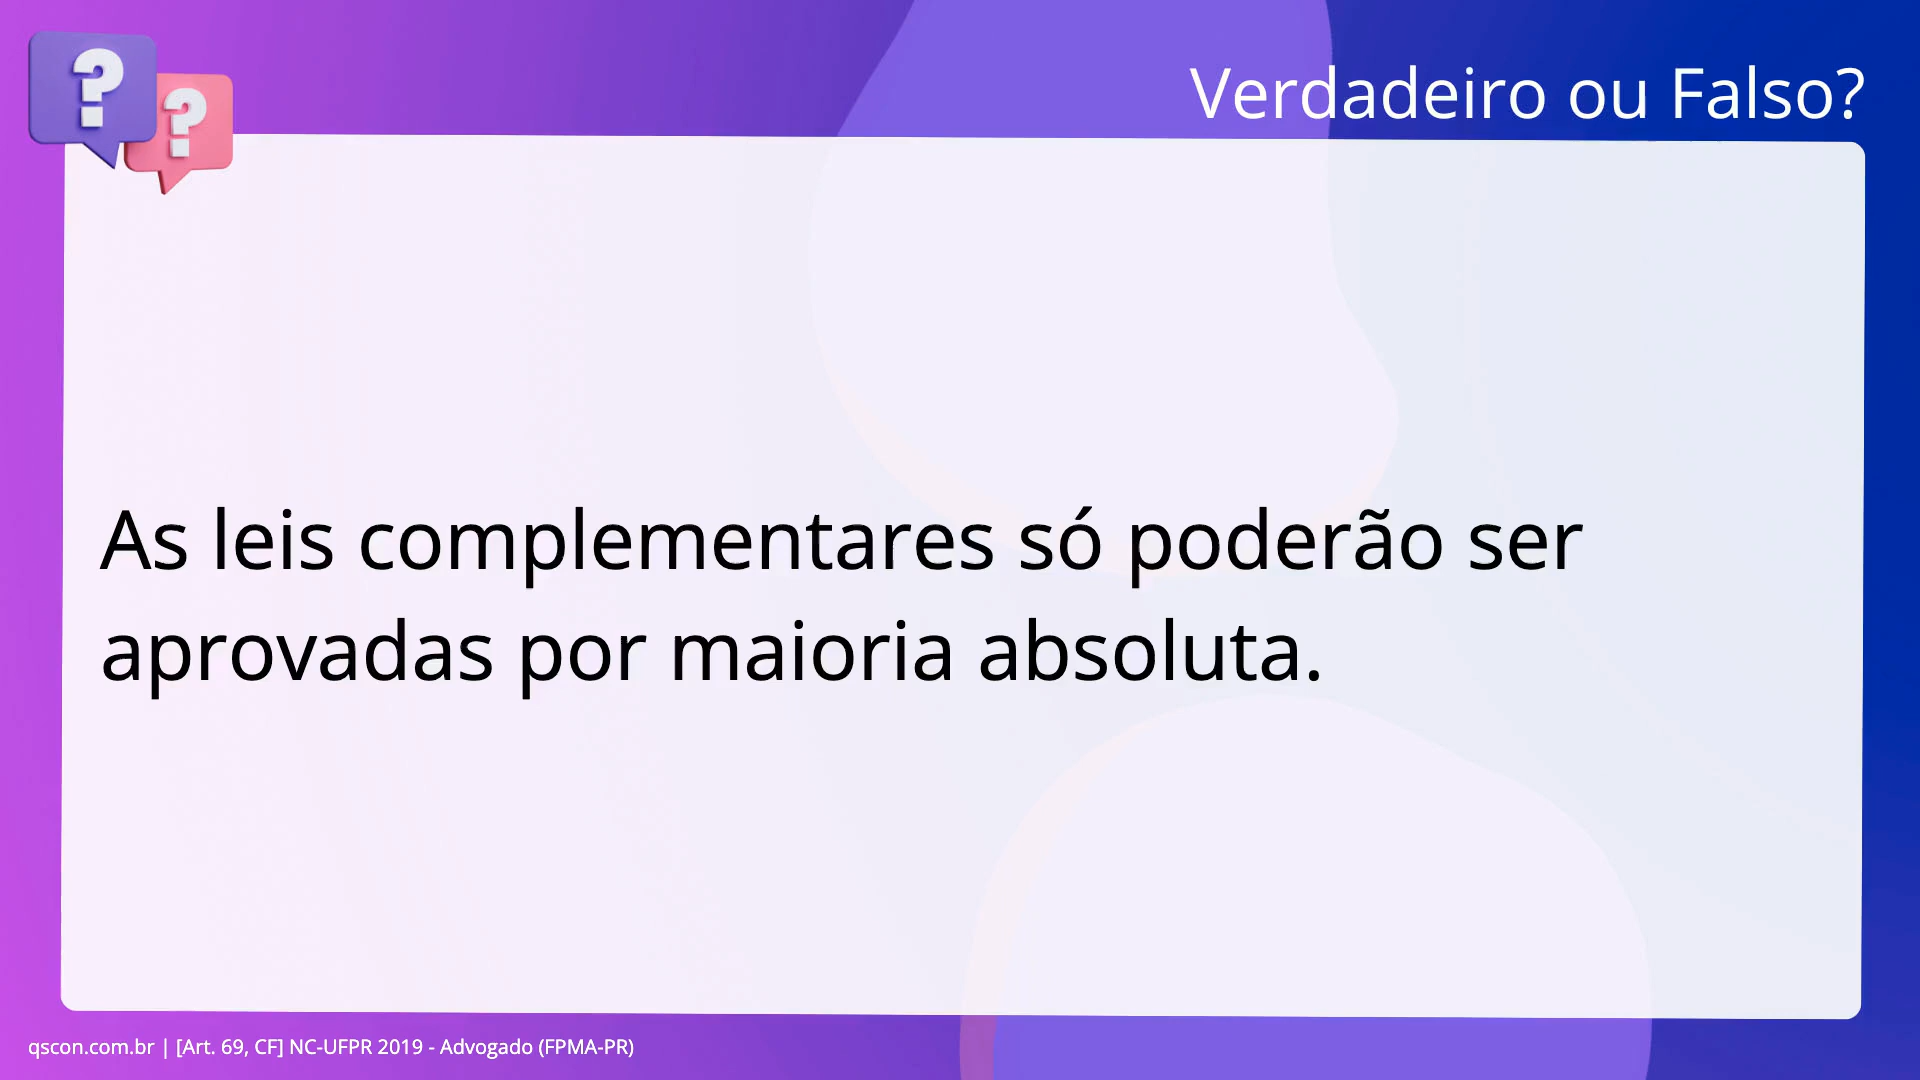 Verdadeiro ou Falso?
As leis complementares só poderão ser
aprovadas por maioria absoluta.
qscon.com.br | [Art. 69, CF] NC-UFPR 2019 - Advogado (FPMA-PR)